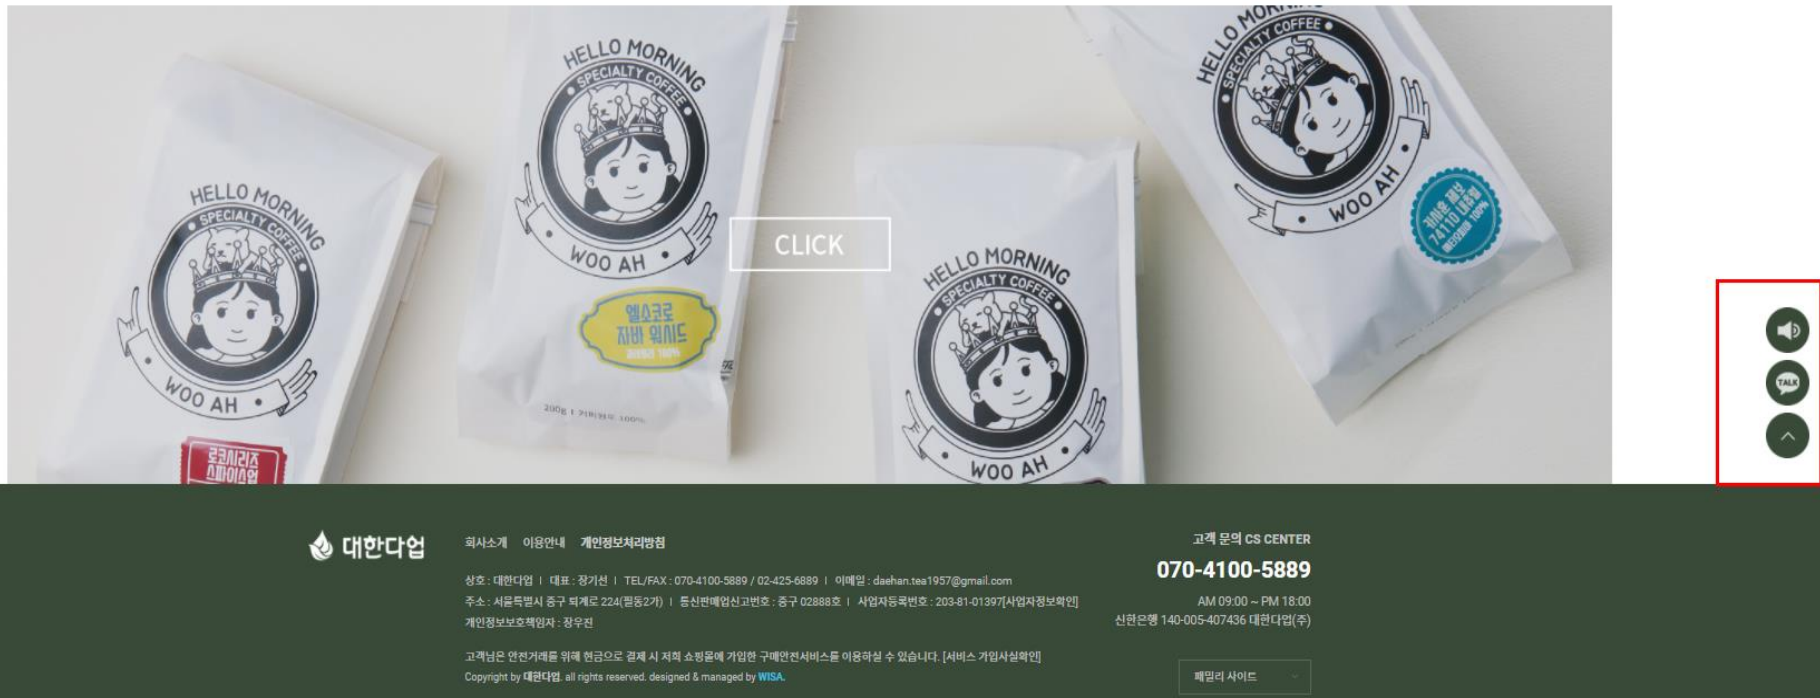 HELLO MORNING
SPECIALTY COFFEE
WOO AH
로코시리즈
스파이스업
HELLO MORNING
SPECIALTY COFFEE
WOO AH
엘소코로
자바 워시드
HELLO MORNING
SPECIALTY COFFEE
WOO AH
HELLO MORNING
SPECIALTY COFFEE
WOO AH
CLICK
TALK
대한다업
회사소개 이용안내 개인정보처리방침
상호 : 대한다업 | 대표 : 장기선 | TEL/FAX : 070-4100-5889 / 02-425-6889 | 이메일 : daehan.tea1957@gmail.com
주소 : 서울특별시 중구 퇴계로 224(필동2가) | 통신판매업신고번호 : 중구 02888호 | 사업자등록번호 : 203-81-01397[사업자정보확인]
개인정보보호책임자 : 장우진
고객님은 안전거래를 위해 현금으로 결제 시 저희 쇼핑몰에 가입한 구매안전서비스를 이용하실 수 있습니다. [서비스 가입사실확인]
Copyright by 대한다업. all rights reserved. designed & managed by WISA.
고객 문의 CS CENTER
070-4100-5889
AM 09:00 ~ PM 18:00
신한은행 140-005-407436 대한다업(주)
패밀리 사이트